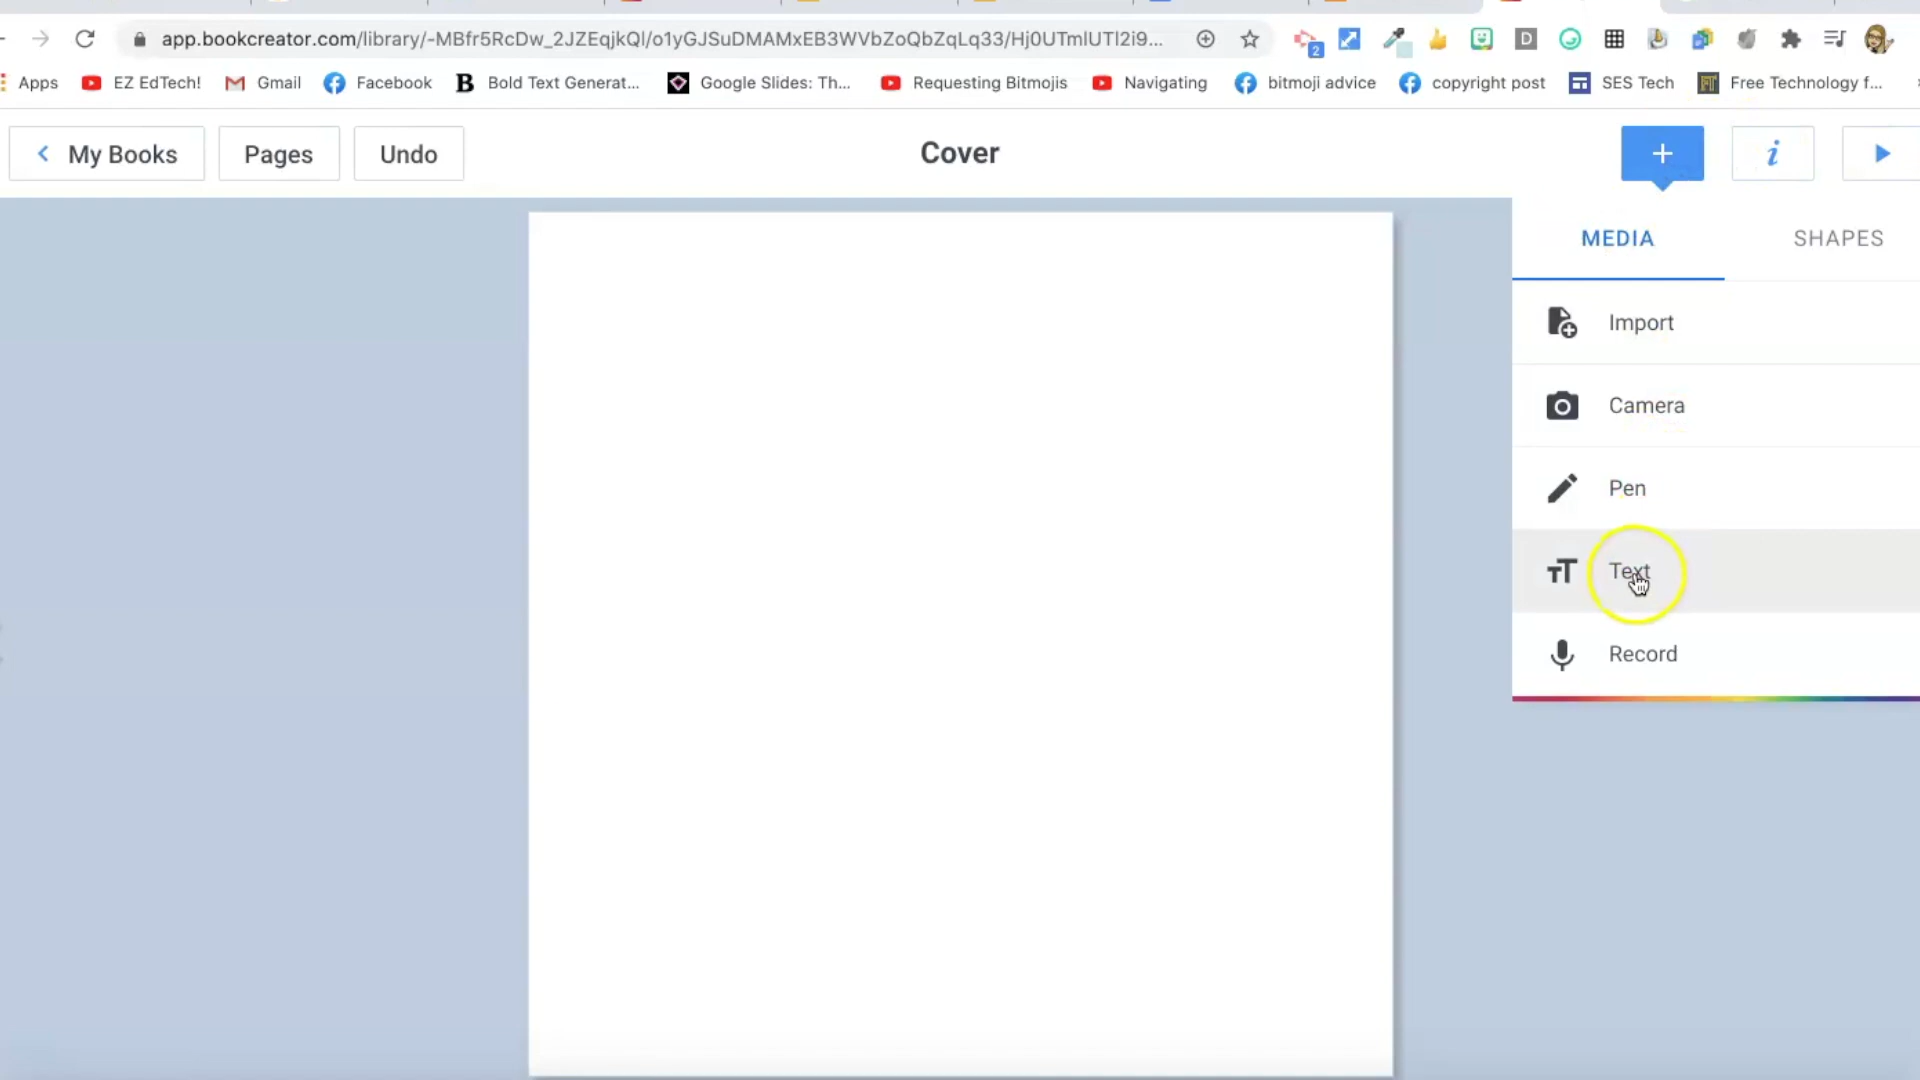 app.bookcreator.com/library/-MBfr5RcDw_2JZEqjkQl/o1yGJSuDMAMxEB3WVbZoQbZqLq33/Hj0UTmlUTl2i9...
2 D
Apps EZ EdTech! Gmail Facebook B Bold Text Generat... Google Slides: Th... Requesting Bitmojis Navigating bitmoji advice copyright post SES Tech Free Technology f...
My Books Pages Undo Cover + i
MEDIA SHAPES
Import
Camera
Pen
TT Text
Record